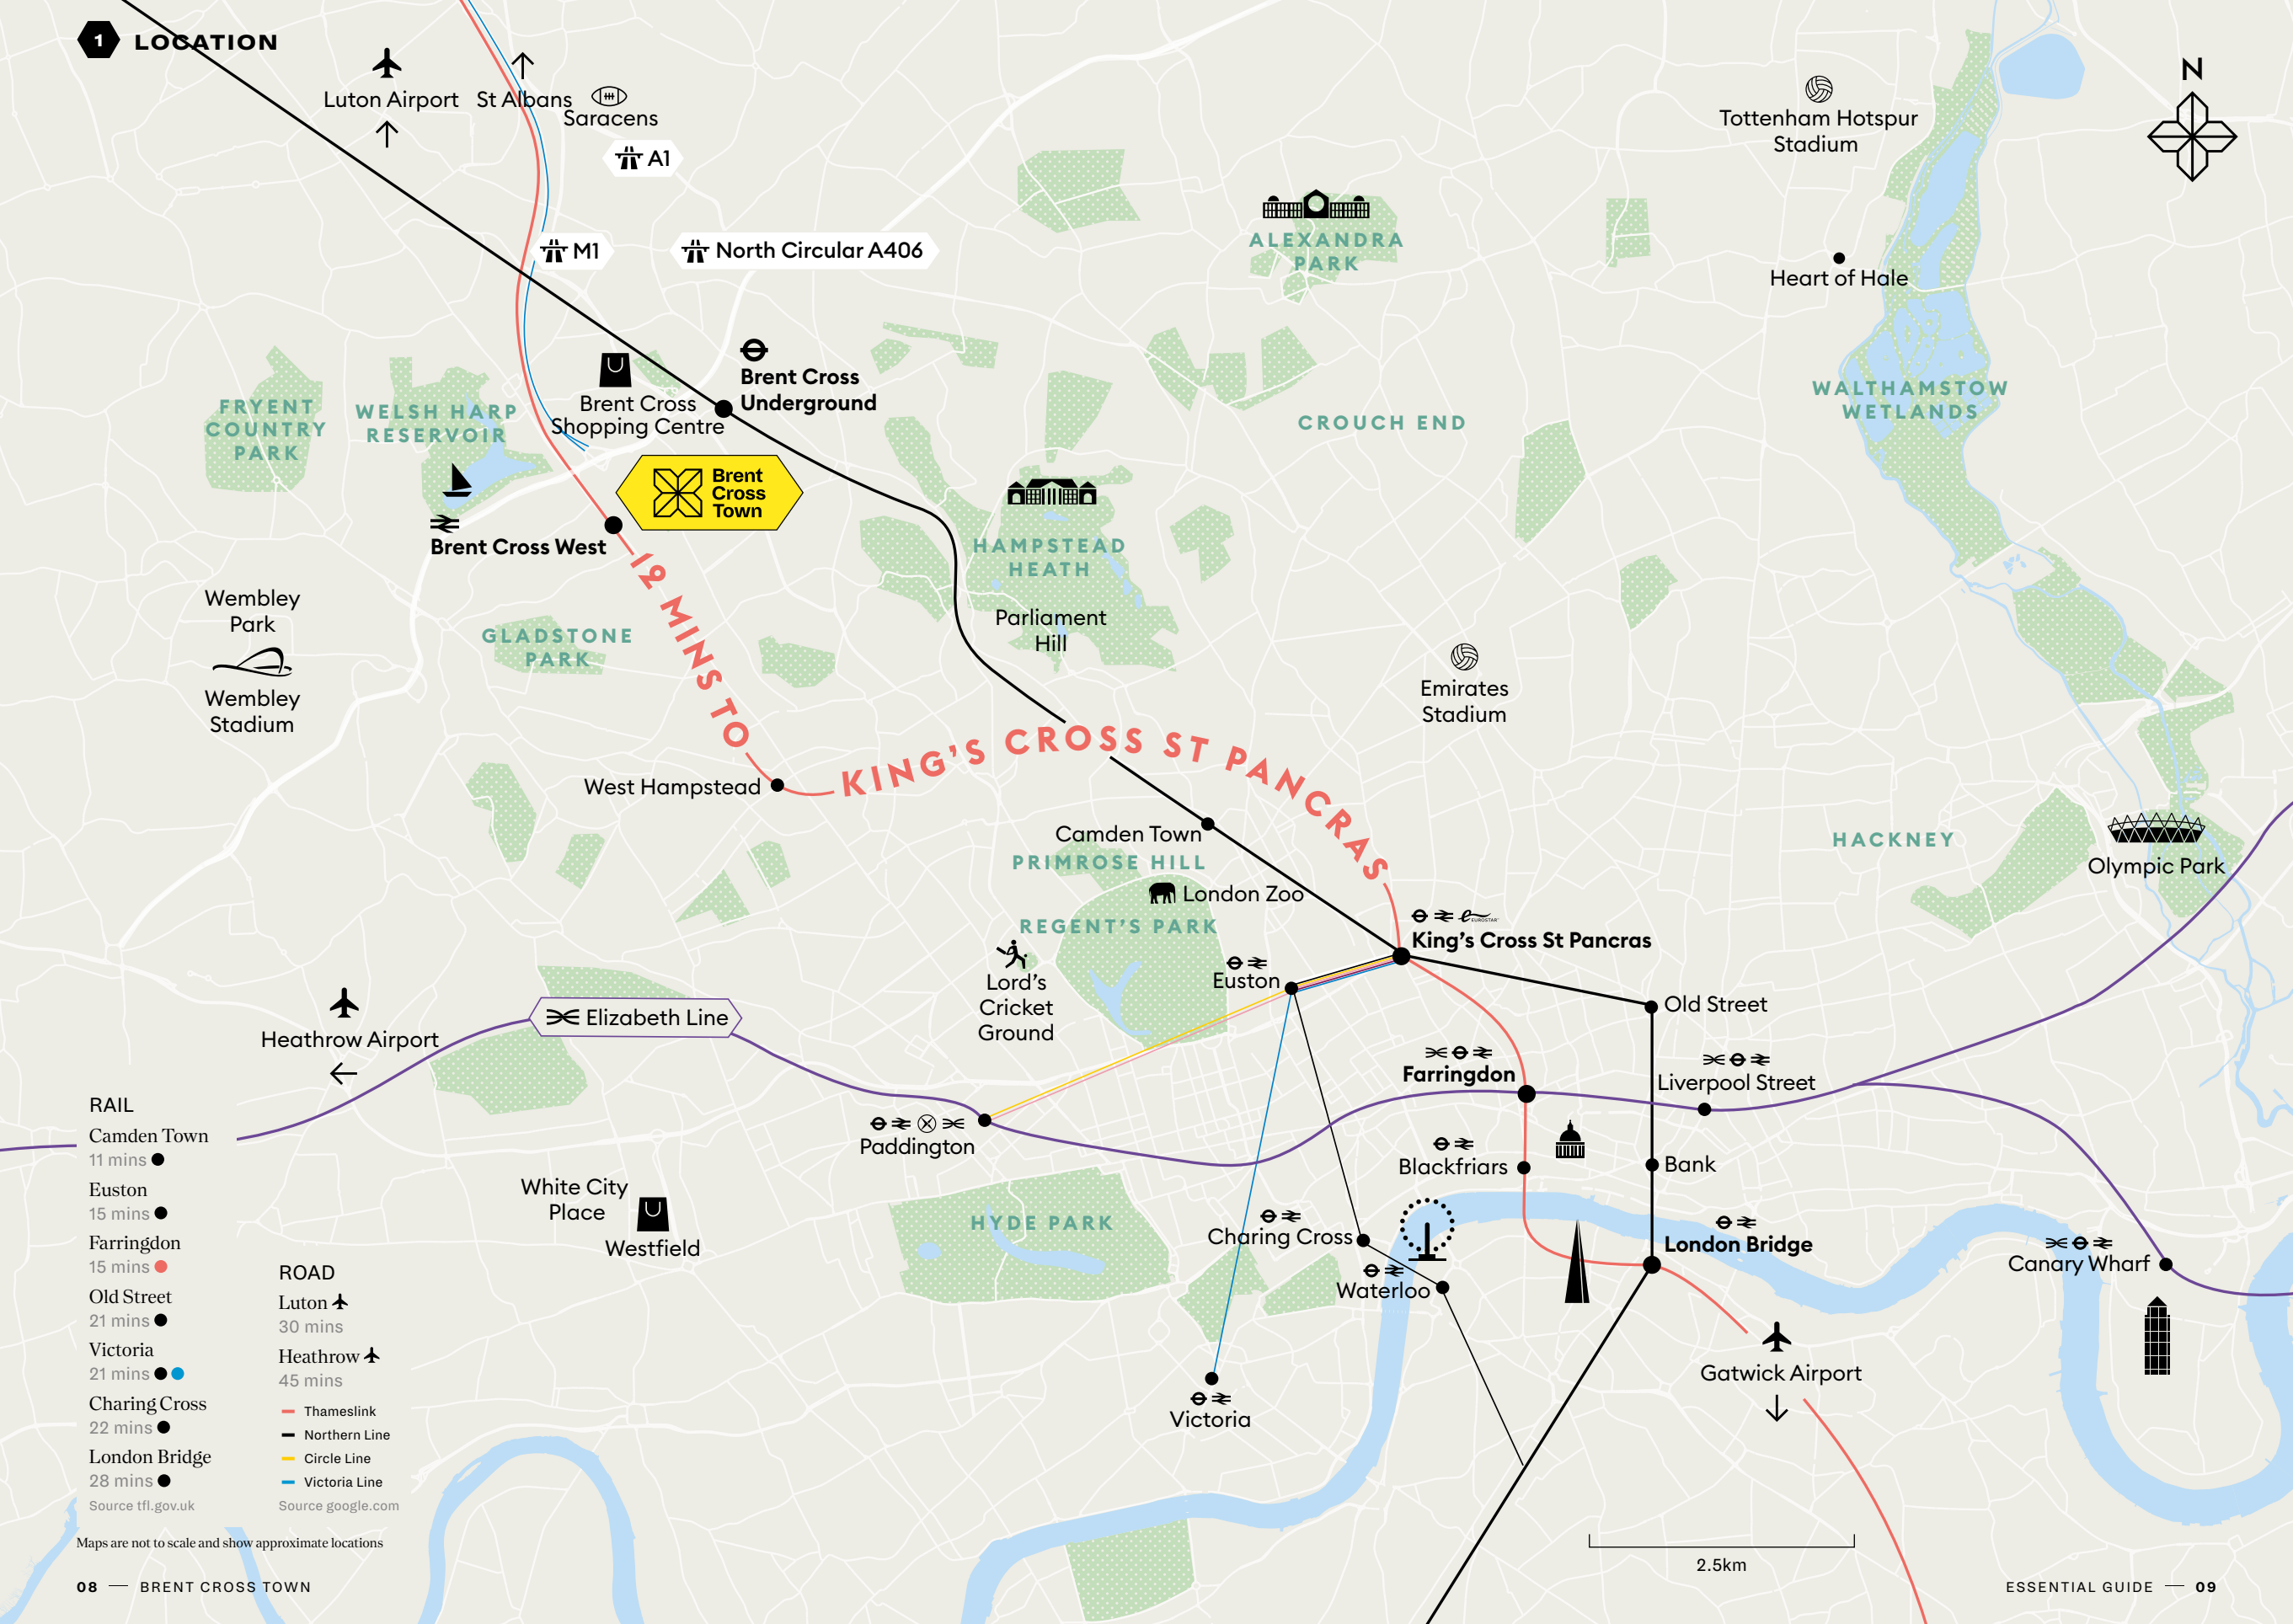 1 LOCATION
Luton Airport
St Albans
Saracens
A1
M1
North Circular A406
Tottenham Hotspur
Stadium
N
ALEXANDRA
PARK
Heart of Hale
Brent Cross
Underground
Brent Cross
Shopping Centre
FRYENT
COUNTRY
PARK
WELSH HARP
RESERVOIR
CROUCH END
WALTHAMSTOW
WETLANDS
Brent
Cross
Town
Brent Cross West
HAMPSTEAD
HEATH
Parliament
Hill
Wembley
Park
Wembley
Stadium
GLADSTONE
PARK
12 MINS TO
KING'S CROSS ST PANCRAS
Emirates
Stadium
West Hampstead
Camden Town
PRIMROSE HILL
London Zoo
REGENT'S PARK
HACKNEY
Olympic Park
EUROSTAR
King's Cross St Pancras
Euston
Lord's
Cricket
Ground
Old Street
Elizabeth Line
Heathrow Airport
Farringdon
Liverpool Street
Paddington
Blackfriars
Bank
White City
Place
Westfield
HYDE PARK
Charing Cross
Waterloo
London Bridge
Canary Wharf
Gatwick Airport
Victoria
RAIL
Camden Town
11 mins
Euston
15 mins
Farringdon
15 mins
Old Street
21 mins
Victoria
21 mins
Charing Cross
22 mins
London Bridge
28 mins
Source tfl.gov.uk
ROAD
Luton
30 mins
Heathrow
45 mins
Thameslink
Northern Line
Circle Line
Victoria Line
Source google.com
Maps are not to scale and show approximate locations
2.5km
08 — BRENT CROSS TOWN
ESSENTIAL GUIDE — 09